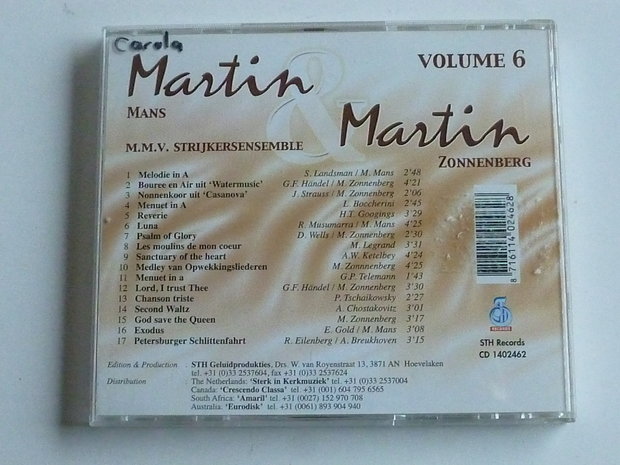 Carola
Martin
MANS
&
VOLUME 6
M.M.V. STRIJKERSENSEMBLE
Martin
ZONNENBERG
1 Melodie in A S. Landsman / M. Mans 2'48
2 Bouree en Air uit 'Watermusic' G.F. Händel / M. Zonnenberg 4'21
3 Nonnenkoor uit 'Casanova' J. Strauss / M. Zonnenberg 2'06
4 Menuet in A L. Boccherini 2'45
5 Reverie H.T. Googings 3'29
6 Luna R. Musumarra / M. Mans 4'25
7 Psalm of Glory D. Wells / M. Zonnenberg 2'30
8 Les moulins de mon coeur M. Legrand 3'31
9 Sanctuary of the heart A.W. Ketelbey 4'24
10 Medley van Opwekkingsliederen M. Zonnnenberg 4'25
11 Menuet in a G.P. Telemann 1'43
12 Lord, I trust Thee G.F. Händel / M. Zonnenberg 3'30
13 Chanson triste P. Tschaikowsky 2'27
14 Second Waltz A. Chostakovitz 3'01
15 God save the Queen M. Zonnenberg 3'17
16 Exodus E. Gold / M. Mans 3'08
17 Petersburger Schlittenfahrt R. Eilenberg / A. Breukhoven 3'15
8 716114 024628
STH Records
CD 1402462
Edition & Production : STH Geluidprodukties, Drs. W. van Royenstraat 13, 3871 AN Hoevelaken
tel. +31 (0)33 2537604, fax +31 (0)33 2537624
Distribution : The Netherlands: 'Sterk in Kerkmuziek' tel. +31 (0)33 2537004
Canada: 'Crescendo Classa' tel. +31 (001) 604 795 6565
South Africa: 'Amaril' tel. +31 (0027) 152 970 708
Australia: 'Eurodisk' tel. +31 (0061) 893 904 940